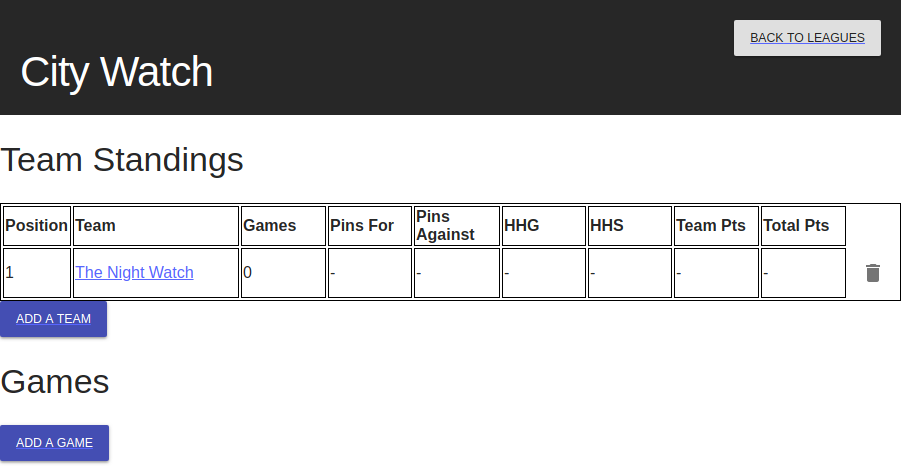 BACK TO LEAGUES
City Watch
Team Standings
Position Team Games Pins For Pins Against HHG HHS Team Pts Total Pts
1 The Night Watch 0 - - - - - -
ADD A TEAM
Games
ADD A GAME